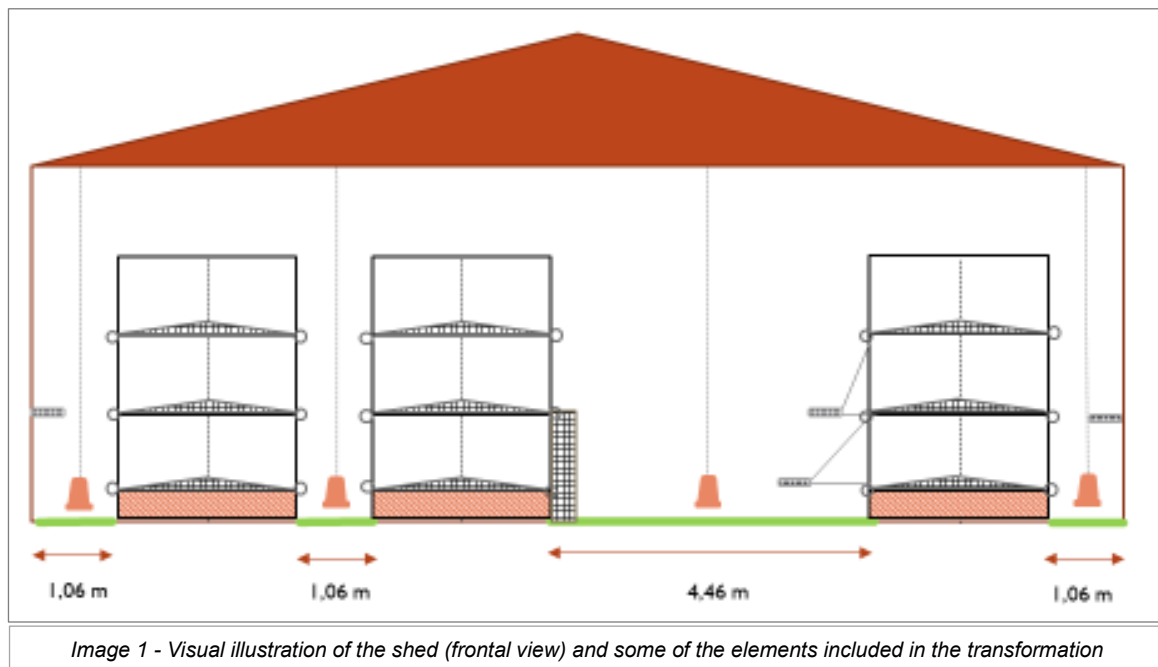 1,06 m
1,06 m
4,46 m
1,06 m
Image 1 - Visual illustration of the shed (frontal view) and some of the elements included in the transformation